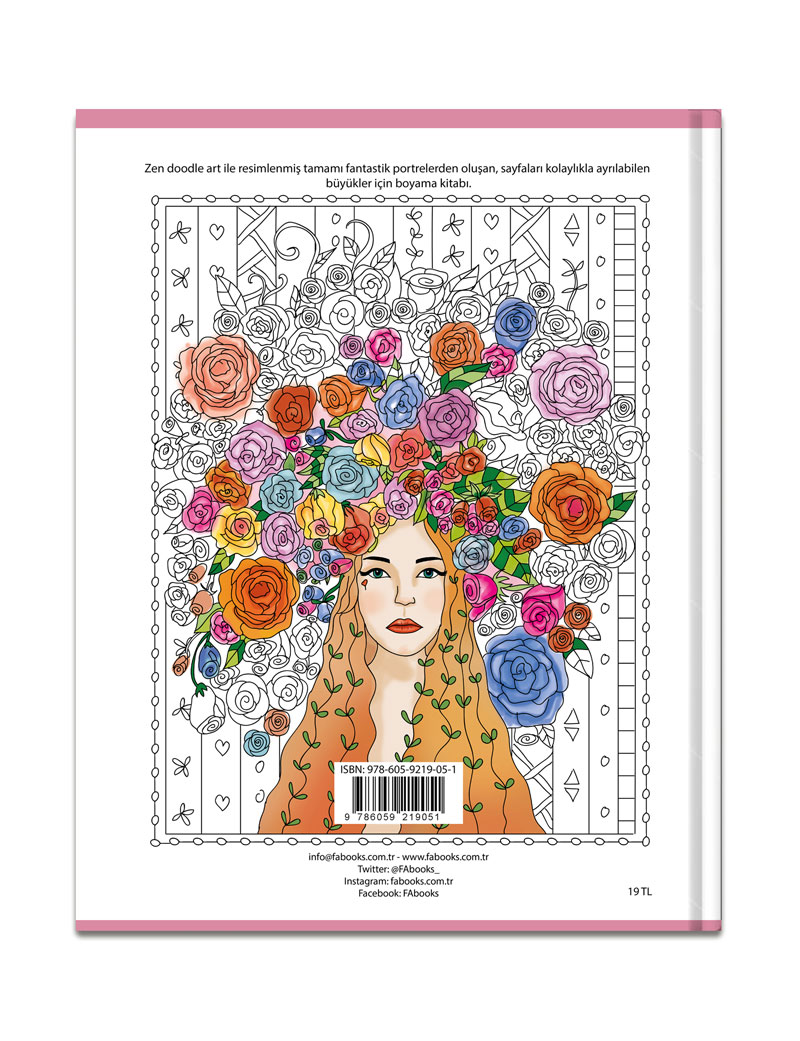 Zen doodle art ile resimlenmiş tamamı fantastik portrelerden oluşan, sayfaları kolaylıkla ayrılabilen
büyükler için boyama kitabı.
ISBN: 978-605-9219-05-1
9 786059 219051
info@fabooks.com.tr - www.fabooks.com.tr
Twitter: @FAbooks_
Instagram: fabooks.com.tr
Facebook: FAbooks
19 TL